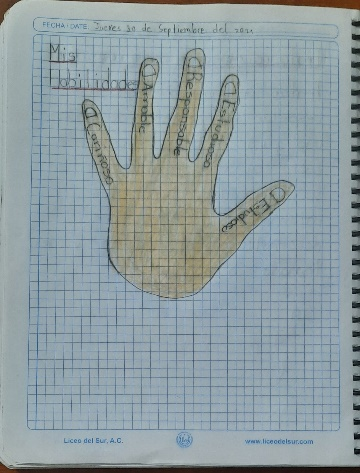 FECHA - DATE: Jueves 30 de Septiembre del 2021
Mis
Habilidades
Cariñoso
Amable
Responsable
Estudioso
Liceo del Sur, A.C.
www.liceodelsur.com